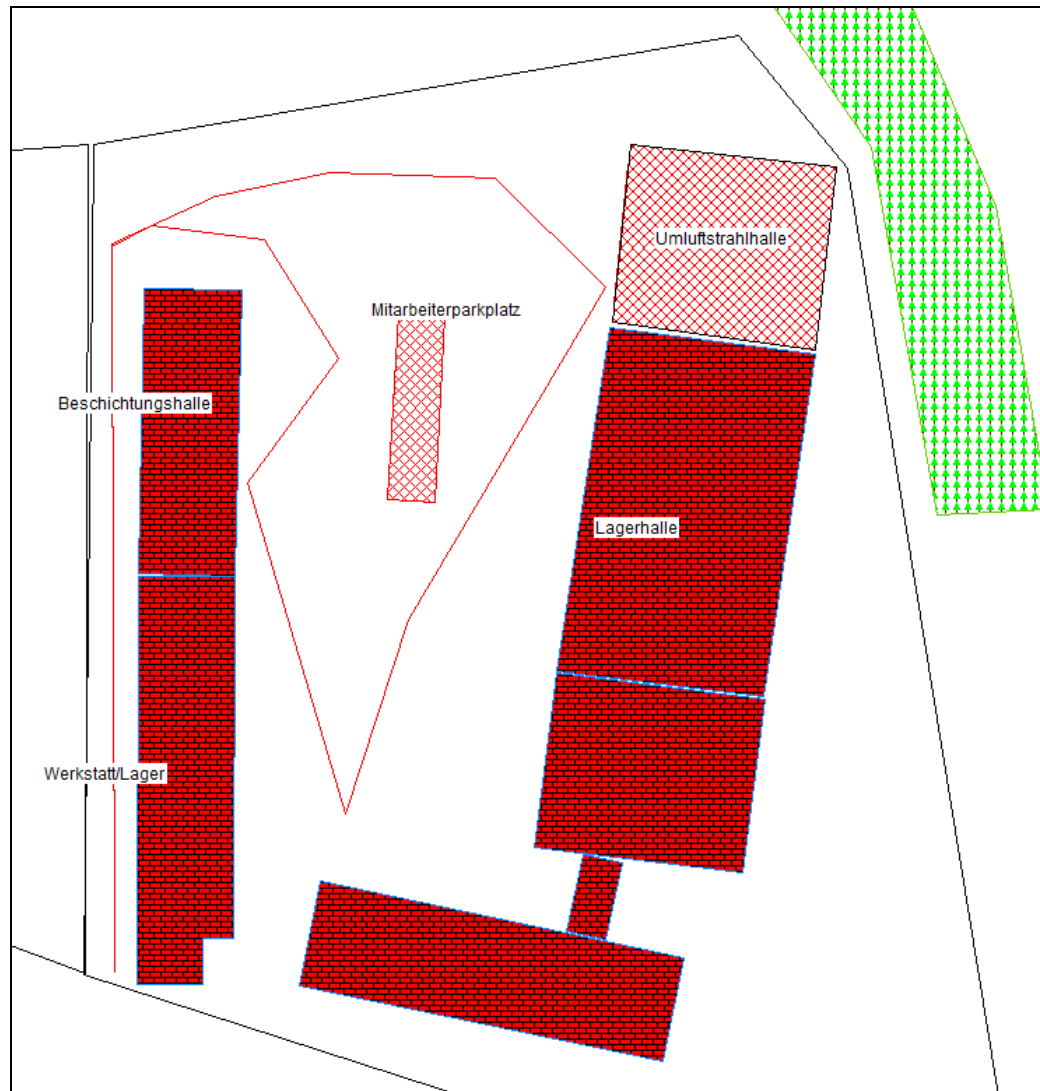 Umluftstrahlhalle
Mitarbeiterparkplatz
Beschichtungshalle
Lagerhalle
Werkstatt/Lager